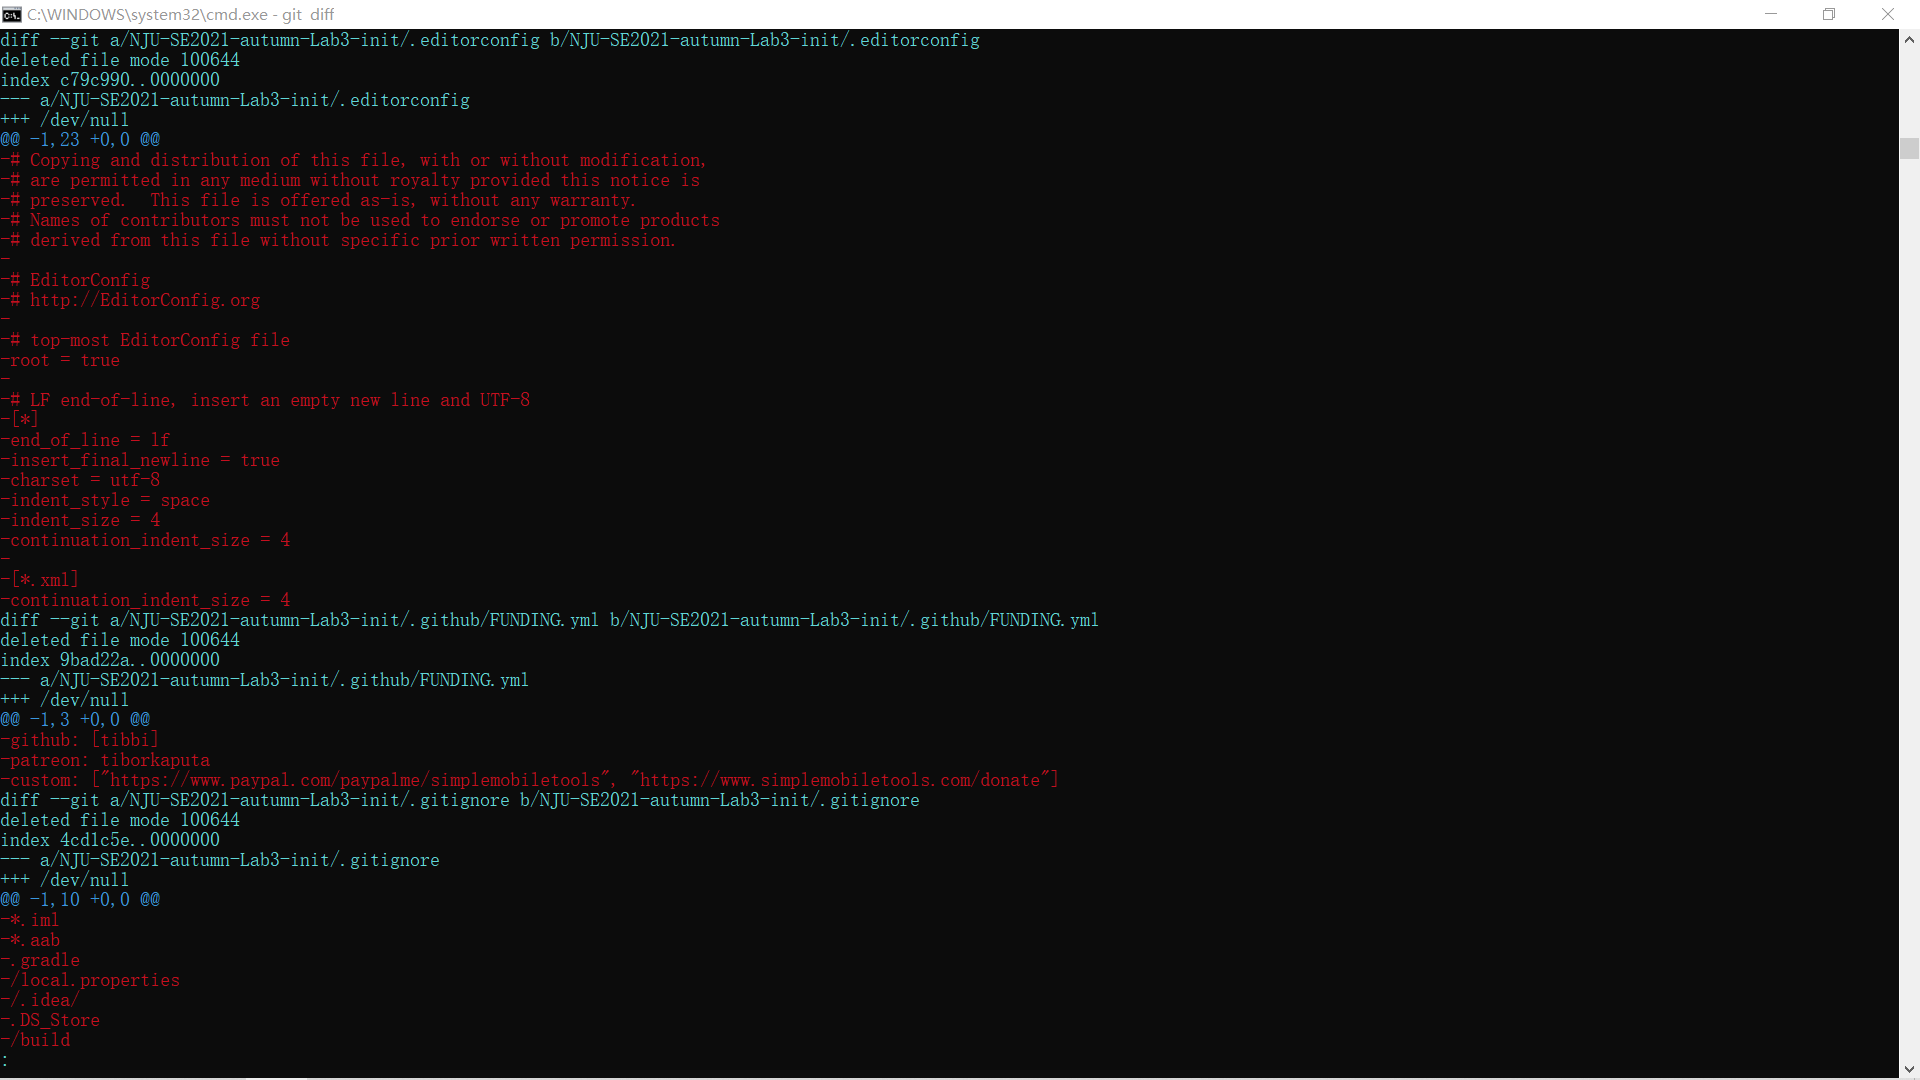 C:\WINDOWS\system32\cmd.exe - git  diff
diff --git a/NJU-SE2021-autumn-Lab3-init/.editorconfig b/NJU-SE2021-autumn-Lab3-init/.editorconfig
deleted file mode 100644
index c79c990..0000000
--- a/NJU-SE2021-autumn-Lab3-init/.editorconfig
+++ /dev/null
@@ -1,23 +0,0 @@
-# Copying and distribution of this file, with or without modification,
-# are permitted in any medium without royalty provided this notice is
-# preserved.  This file is offered as-is, without any warranty.
-# Names of contributors must not be used to endorse or promote products
-# derived from this file without specific prior written permission.
-
-# EditorConfig
-# http://EditorConfig.org
-
-# top-most EditorConfig file
-root = true
-
-# LF end-of-line, insert an empty new line and UTF-8
-[*]
-end_of_line = lf
-insert_final_newline = true
-charset = utf-8
-indent_style = space
-indent_size = 4
-continuation_indent_size = 4
-
-[*.xml]
-continuation_indent_size = 4
diff --git a/NJU-SE2021-autumn-Lab3-init/.github/FUNDING.yml b/NJU-SE2021-autumn-Lab3-init/.github/FUNDING.yml
deleted file mode 100644
index 9bad22a..0000000
--- a/NJU-SE2021-autumn-Lab3-init/.github/FUNDING.yml
+++ /dev/null
@@ -1,3 +0,0 @@
-github: [tibbi]
-patreon: tiborkaputa
-custom: ["https://www.paypal.com/paypalme/simplemobiletools", "https://www.simplemobiletools.com/donate"]
diff --git a/NJU-SE2021-autumn-Lab3-init/.gitignore b/NJU-SE2021-autumn-Lab3-init/.gitignore
deleted file mode 100644
index 4cd1c5e..0000000
--- a/NJU-SE2021-autumn-Lab3-init/.gitignore
+++ /dev/null
@@ -1,10 +0,0 @@
-*.iml
-*.aab
-.gradle
-/local.properties
-/.idea/
-.DS_Store
-/build
: